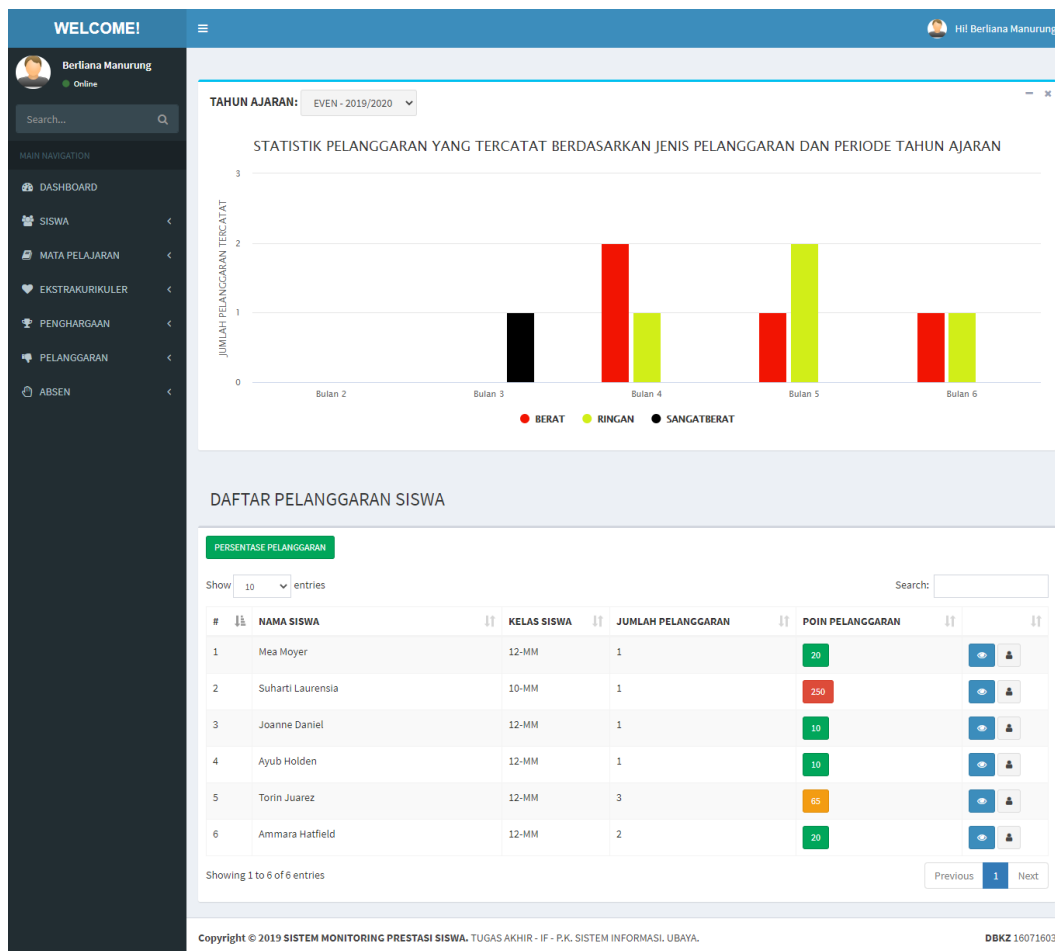 WELCOME!
Hi! Berliana Manurung
Berliana Manurung
Online
Search...
MAIN NAVIGATION
DASHBOARD
SISWA
MATA PELAJARAN
EKSTRAKURIKULER
PENGHARGAAN
PELANGGARAN
ABSEN
TAHUN AJARAN: EVEN - 2019/2020
STATISTIK PELANGGARAN YANG TERCATAT BERDASARKAN JENIS PELANGGARAN DAN PERIODE TAHUN AJARAN
JUMLAH PELANGGARAN TERCATAT
3
2
1
0
Bulan 2 Bulan 3 Bulan 4 Bulan 5 Bulan 6
BERAT RINGAN SANGATBERAT
DAFTAR PELANGGARAN SISWA
PERSENTASE PELANGGARAN
Show 10 entries Search:
# NAMA SISWA KELAS SISWA JUMLAH PELANGGARAN POIN PELANGGARAN
1 Mea Moyer 12-MM 1 20
2 Suharti Laurensia 10-MM 1 250
3 Joanne Daniel 12-MM 1 10
4 Ayub Holden 12-MM 1 10
5 Torin Juarez 12-MM 3 65
6 Ammara Hatfield 12-MM 2 20
Showing 1 to 6 of 6 entries Previous 1 Next
Copyright © 2019 SISTEM MONITORING PRESTASI SISWA. TUGAS AKHIR - IF - P.K. SISTEM INFORMASI. UBAYA. DBKZ 16071603